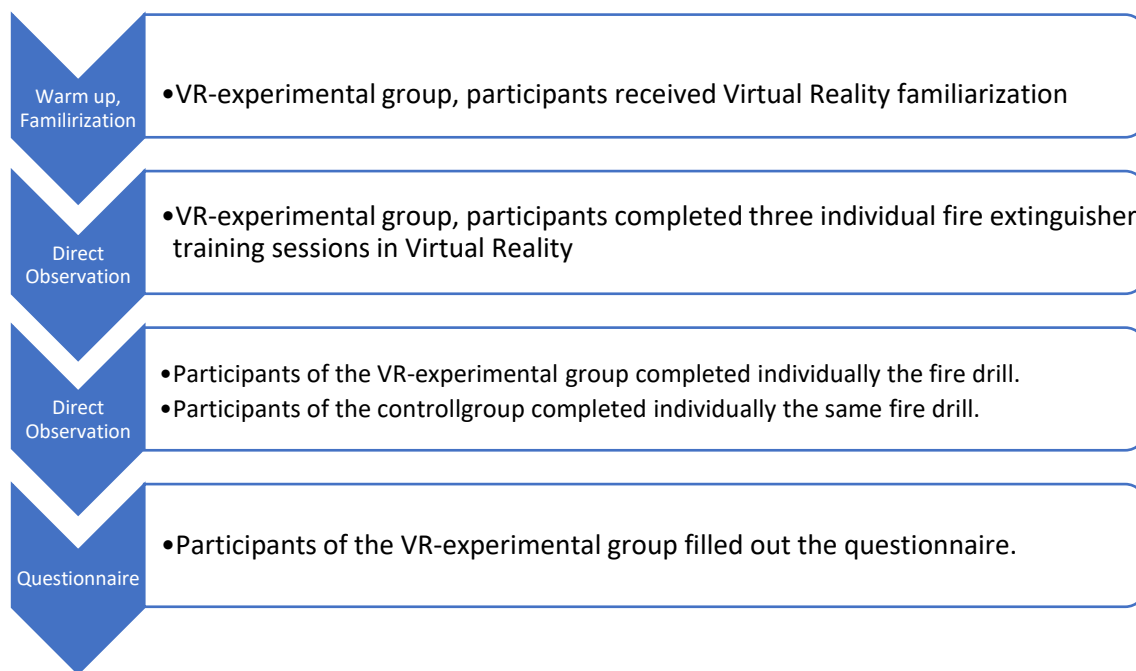 Warm up,
Familirization
•VR-experimental group, participants received Virtual Reality familiarization
Direct
Observation
•VR-experimental group, participants completed three individual fire extinguisher
training sessions in Virtual Reality
Direct
Observation
•Participants of the VR-experimental group completed individually the fire drill.
•Participants of the controllgroup completed individually the same fire drill.
Questionnaire
•Participants of the VR-experimental group filled out the questionnaire.